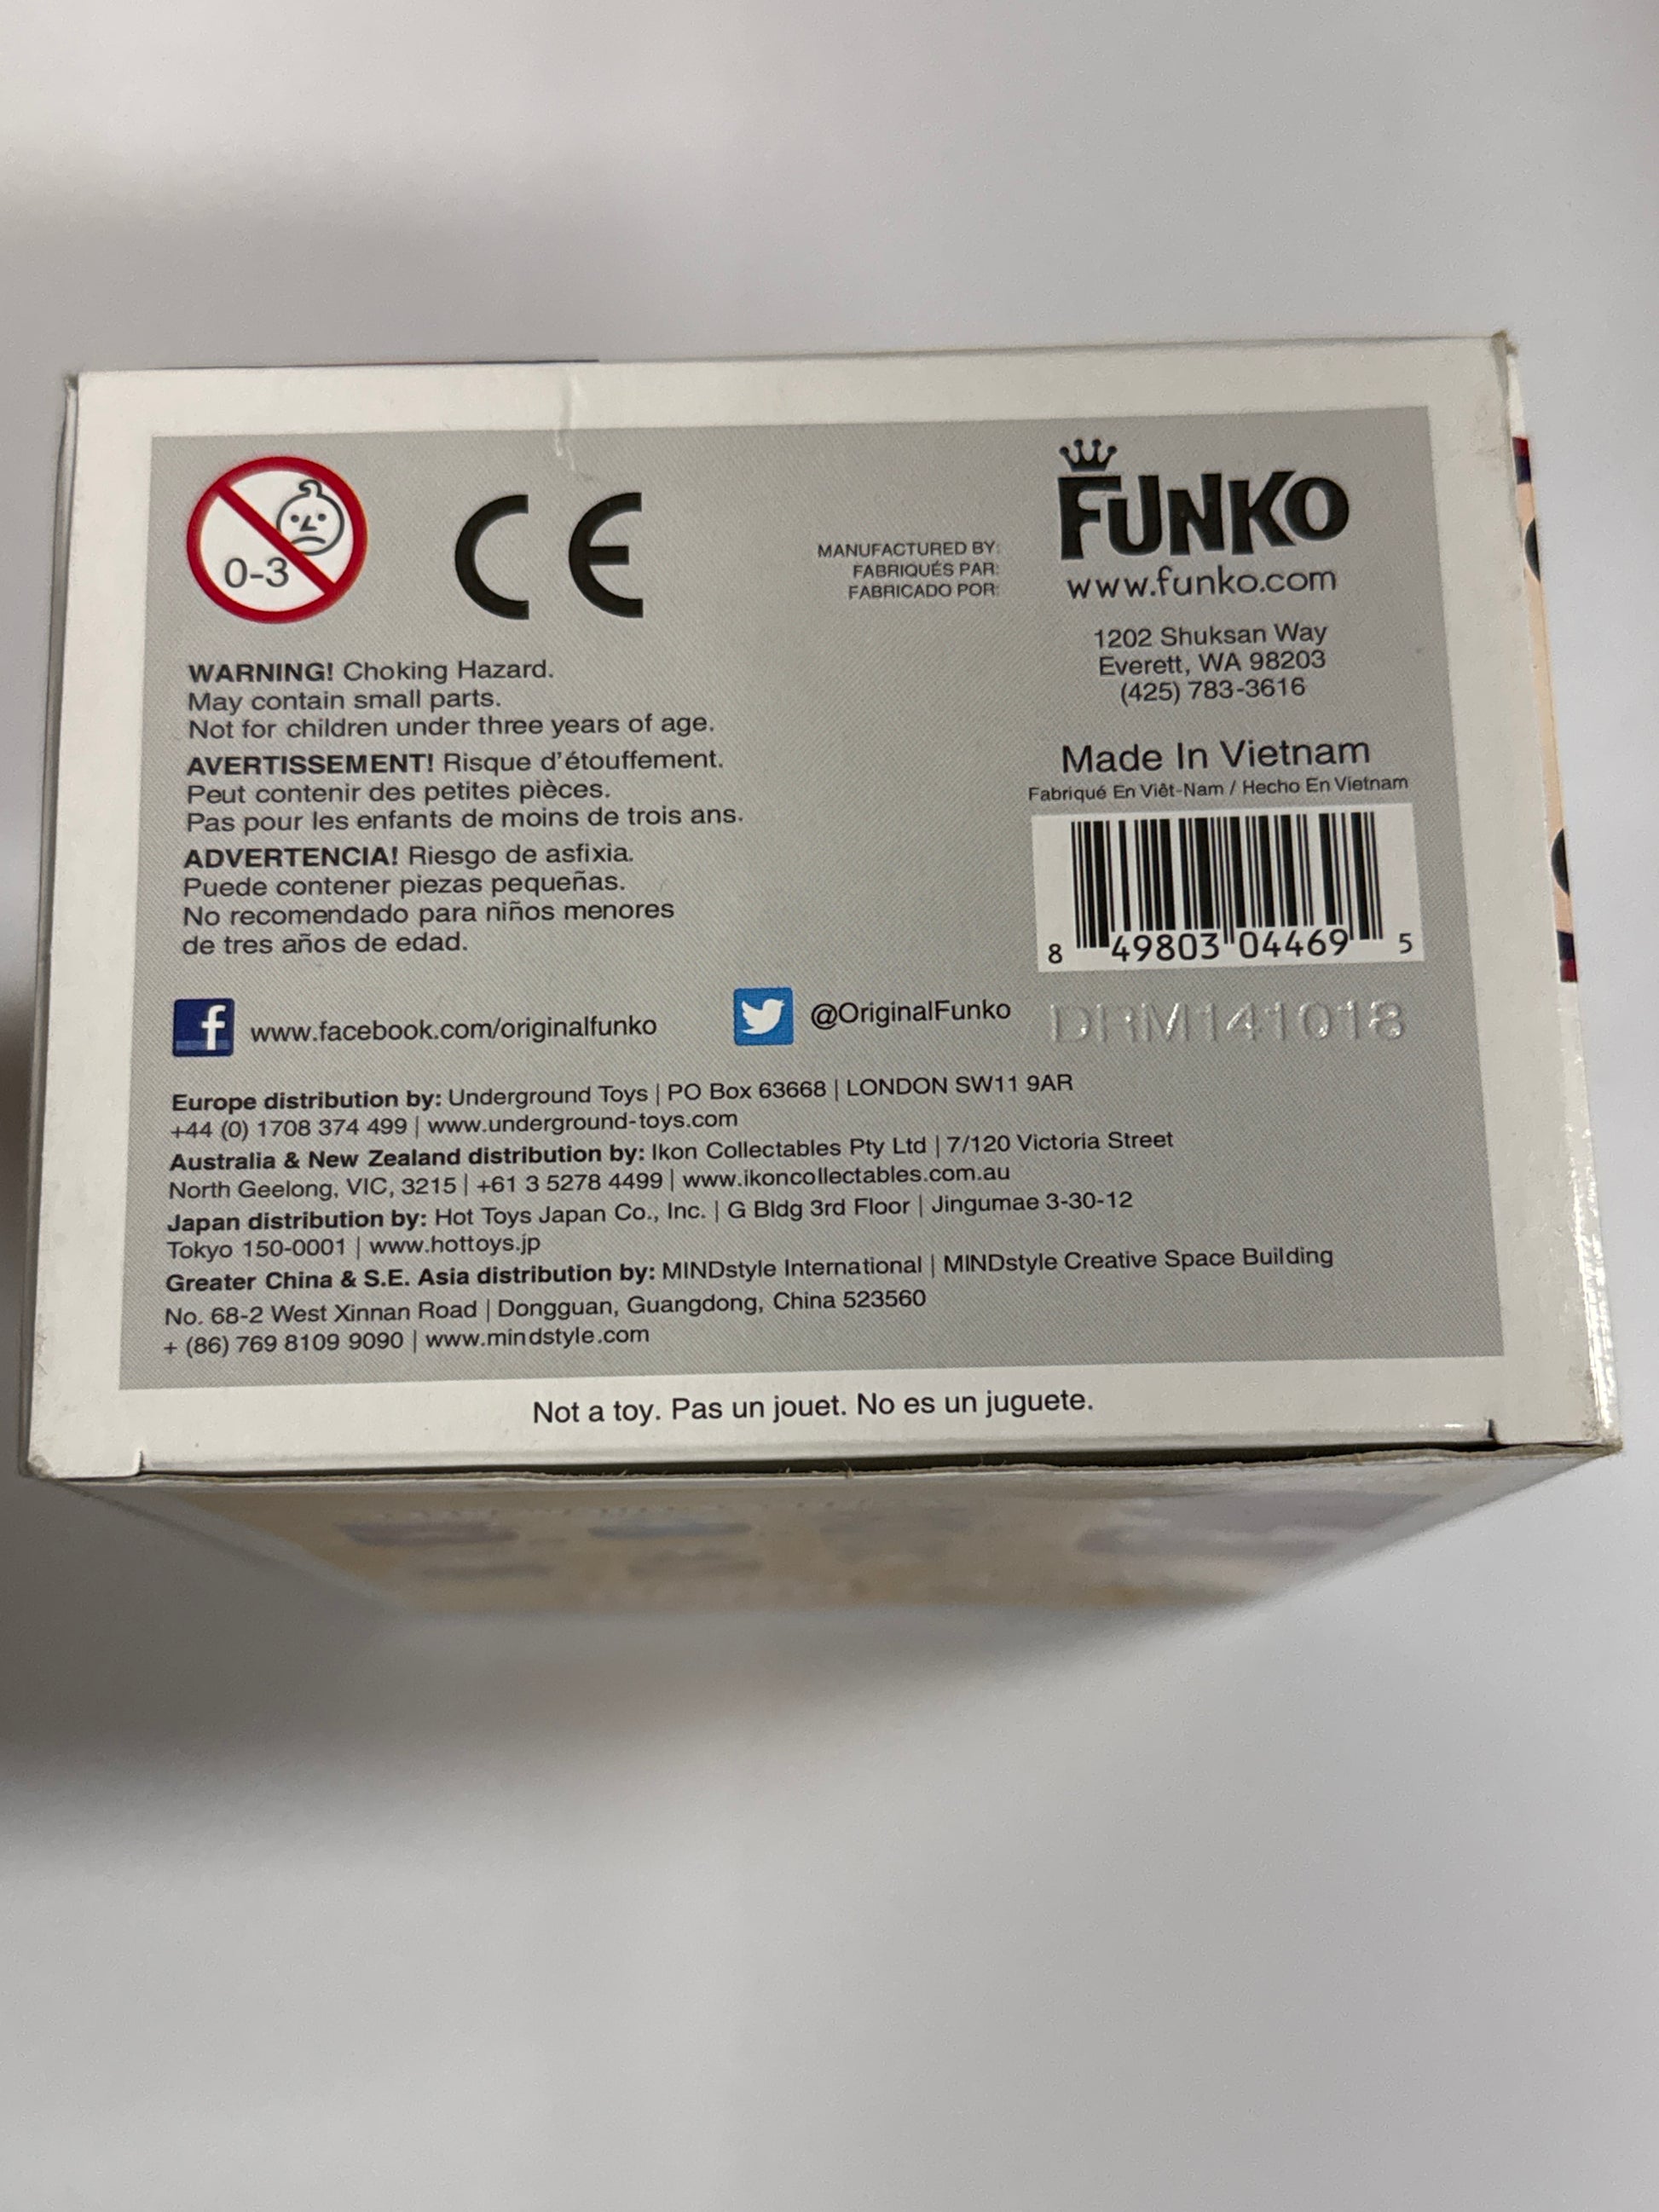 0-3
CE
MANUFACTURED BY:
FABRIQUÉS PAR:
FABRICADO POR:
FUNKO
www.funko.com
1202 Shuksan Way
Everett, WA 98203
(425) 783-3616
WARNING! Choking Hazard.
May contain small parts.
Not for children under three years of age.
AVERTISSEMENT! Risque d'étouffement.
Peut contenir des petites pièces.
Pas pour les enfants de moins de trois ans.
ADVERTENCIA! Riesgo de asfixia.
Puede contener piezas pequeñas.
No recomendado para niños menores
de tres años de edad.
Made In Vietnam
Fabriqué En Viêt-Nam / Hecho En Vietnam
8 49803 04469 5
www.facebook.com/originalfunko
@OriginalFunko
DRM141018
Europe distribution by: Underground Toys | PO Box 63668 | LONDON SW11 9AR
+44 (0) 1708 374 499 | www.underground-toys.com
Australia & New Zealand distribution by: Ikon Collectables Pty Ltd | 7/120 Victoria Street
North Geelong, VIC, 3215 | +61 3 5278 4499 | www.ikoncollectables.com.au
Japan distribution by: Hot Toys Japan Co., Inc. | G Bldg 3rd Floor | Jingumae 3-30-12
Tokyo 150-0001 | www.hottoys.jp
Greater China & S.E. Asia distribution by: MINDstyle International | MINDstyle Creative Space Building
No. 68-2 West Xinnan Road | Dongguan, Guangdong, China 523560
+ (86) 769 8109 9090 | www.mindstyle.com
Not a toy. Pas un jouet. No es un juguete.